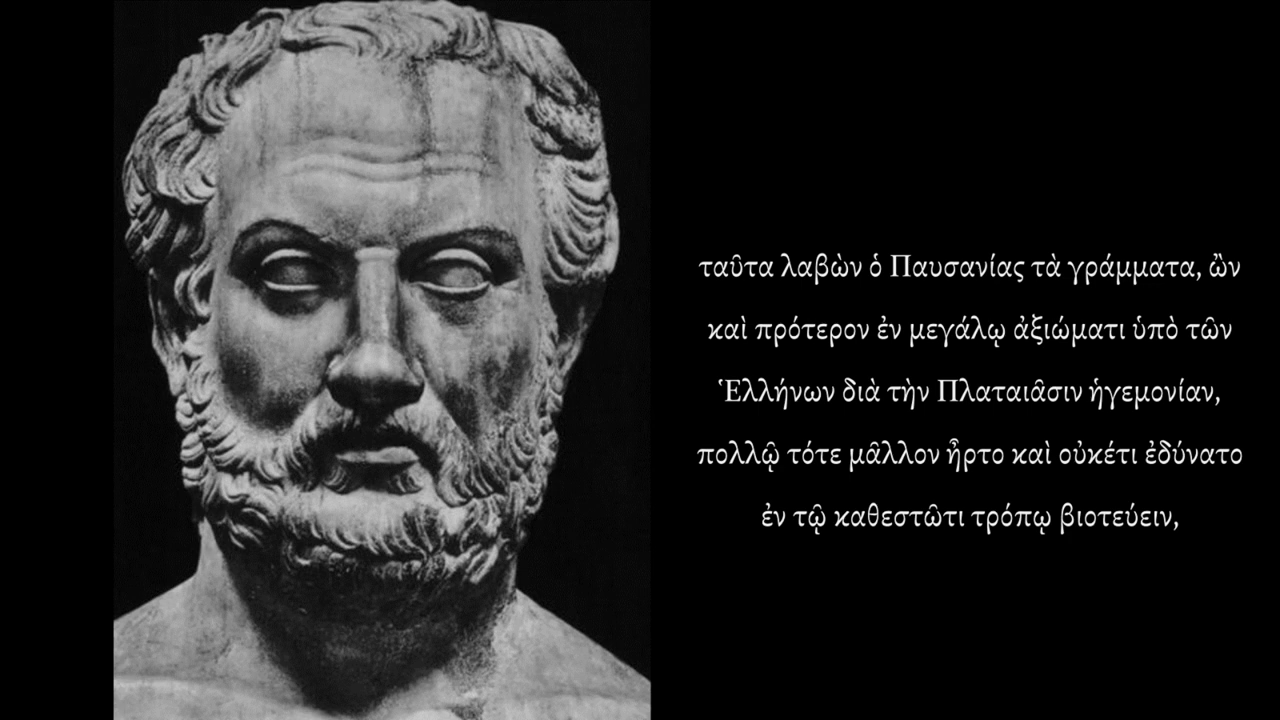 ταῦτα λαβὼν ὁ Παυσανίας τὰ γράμματα, ὢν
καὶ πρότερον ἐν μεγάλῳ ἀξιώματι ὑπὸ τῶν
Ἑλλήνων διὰ τὴν Πλαταιᾶσιν ἡγεμονίαν,
πολλῷ τότε μᾶλλον ἦρτο καὶ οὐκέτι ἐδύνατο
ἐν τῷ καθεστῶτι τρόπῳ βιοτεύειν,